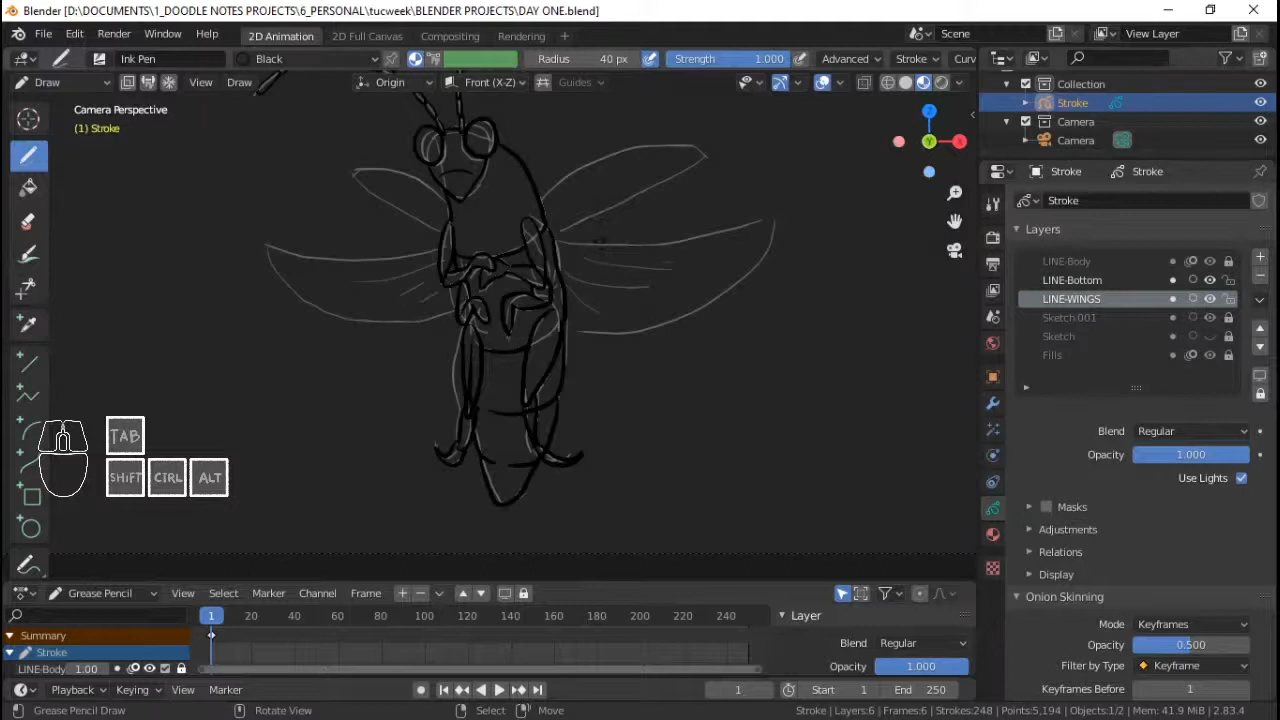 Blender [D:\DOCUMENTS\1_DOODLE NOTES PROJECTS\6_PERSONAL\tucweek\BLENDER PROJECTS\DAY ONE.blend]
File Edit Render Window Help 2D Animation 2D Full Canvas Compositing Rendering Scene View Layer
Ink Pen Black Radius 40 px Strength 1.000 Advanced Stroke Curv
Draw View Draw Origin Front (X-Z) Guides
Camera Perspective
(1) Stroke
Z
Y
X
Collection
Stroke
Camera
Camera
Stroke Stroke
Stroke
Layers
LINE-Body
LINE-Bottom
LINE-WINGS
Sketch 001
Sketch
Fills
Blend Regular
Opacity 1.000
Use Lights
Masks
Adjustments
Relations
Display
Onion Skinning
Mode Keyframes
Opacity 0.500
Filter by Type Keyframe
Keyframes Before 1
TAB
SHIFT CTRL ALT
Grease Pencil View Select Marker Channel Frame
1 20 40 60 80 100 120 140 160 180 200 220 240
Layer
Summary
Stroke
LINE-Body 1.00
Blend Regular
Opacity 1.000
Playback Keying View Marker 1 Start 1 End 250
Grease Pencil Draw Rotate View Select Move Stroke | Layers:6 | Frames:6 | Strokes:248 | Points:5,194 | Objects:1/2 | Mem: 41.9 MiB | 2.83.4